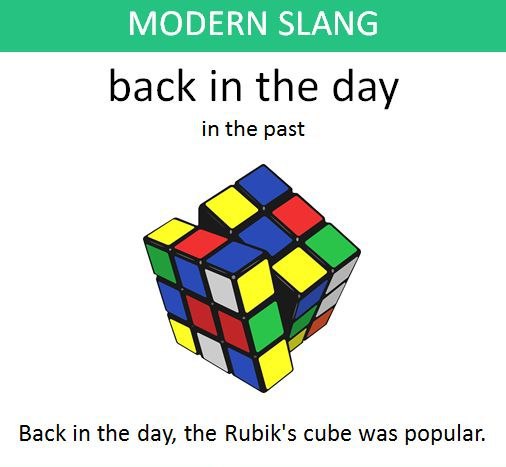 MODERN SLANG
back in the day
in the past
Back in the day, the Rubik's cube was popular.